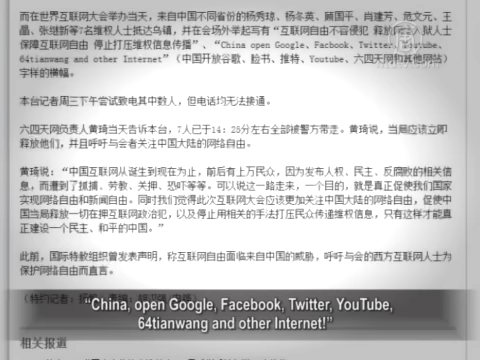 而在世界互联网大会举办当天，来自中国不同省份的杨秀琼、杨冬英、顾国平、肖建芳、危文元、王
晶、张继新等7名维权人士抵达乌镇，并在会场外举起写有“互联网自由不容侵犯 释放 狱人士
保障互联网自由 停止打压维权信息传播”、“China open Google, Facbook, Twitter,
64tianwang and other Internet”（中国开放谷歌、脸书、推特、Youtube、六四天网和其他网站）
字样的横幅。
本台记者周三下午尝试致电其中数人，但电话均无法接通。
六四天网负责人黄琦当天告诉本台，7人已于14：25分左右全部被警方带走。黄琦说，当局应该立即
释放他们，并且呼吁与会者关注中国大陆的网络自由。
黄琦说：“中国互联网从诞生到现在为止，前后有上万民众，因为发布人权、民主、反腐败的相关信
息，而遭到了抓捕、劳教、关押、恐吓等等。可以说这一路走来，一个目的，就是真正促使我们国家
实现网络自由和新闻自由。同时我们觉得此次互联网大会应该更加关注中国大陆的网络自由，促使中
国当局释放一切在押互联网政治犯，以及停止用相关的手法打压民众传递维权信息，只有这样才能真
正建设一个民主、和平的中国。”
此前，国际特赦组织曾发表声明，称互联网自由面临来自中国的威胁，呼吁与会的西方互联网人士为
保护网络自由而直言。
“China, open Google, Facebook, Twitter, YouTube,
64tianwang and other Internet!”
相关报道